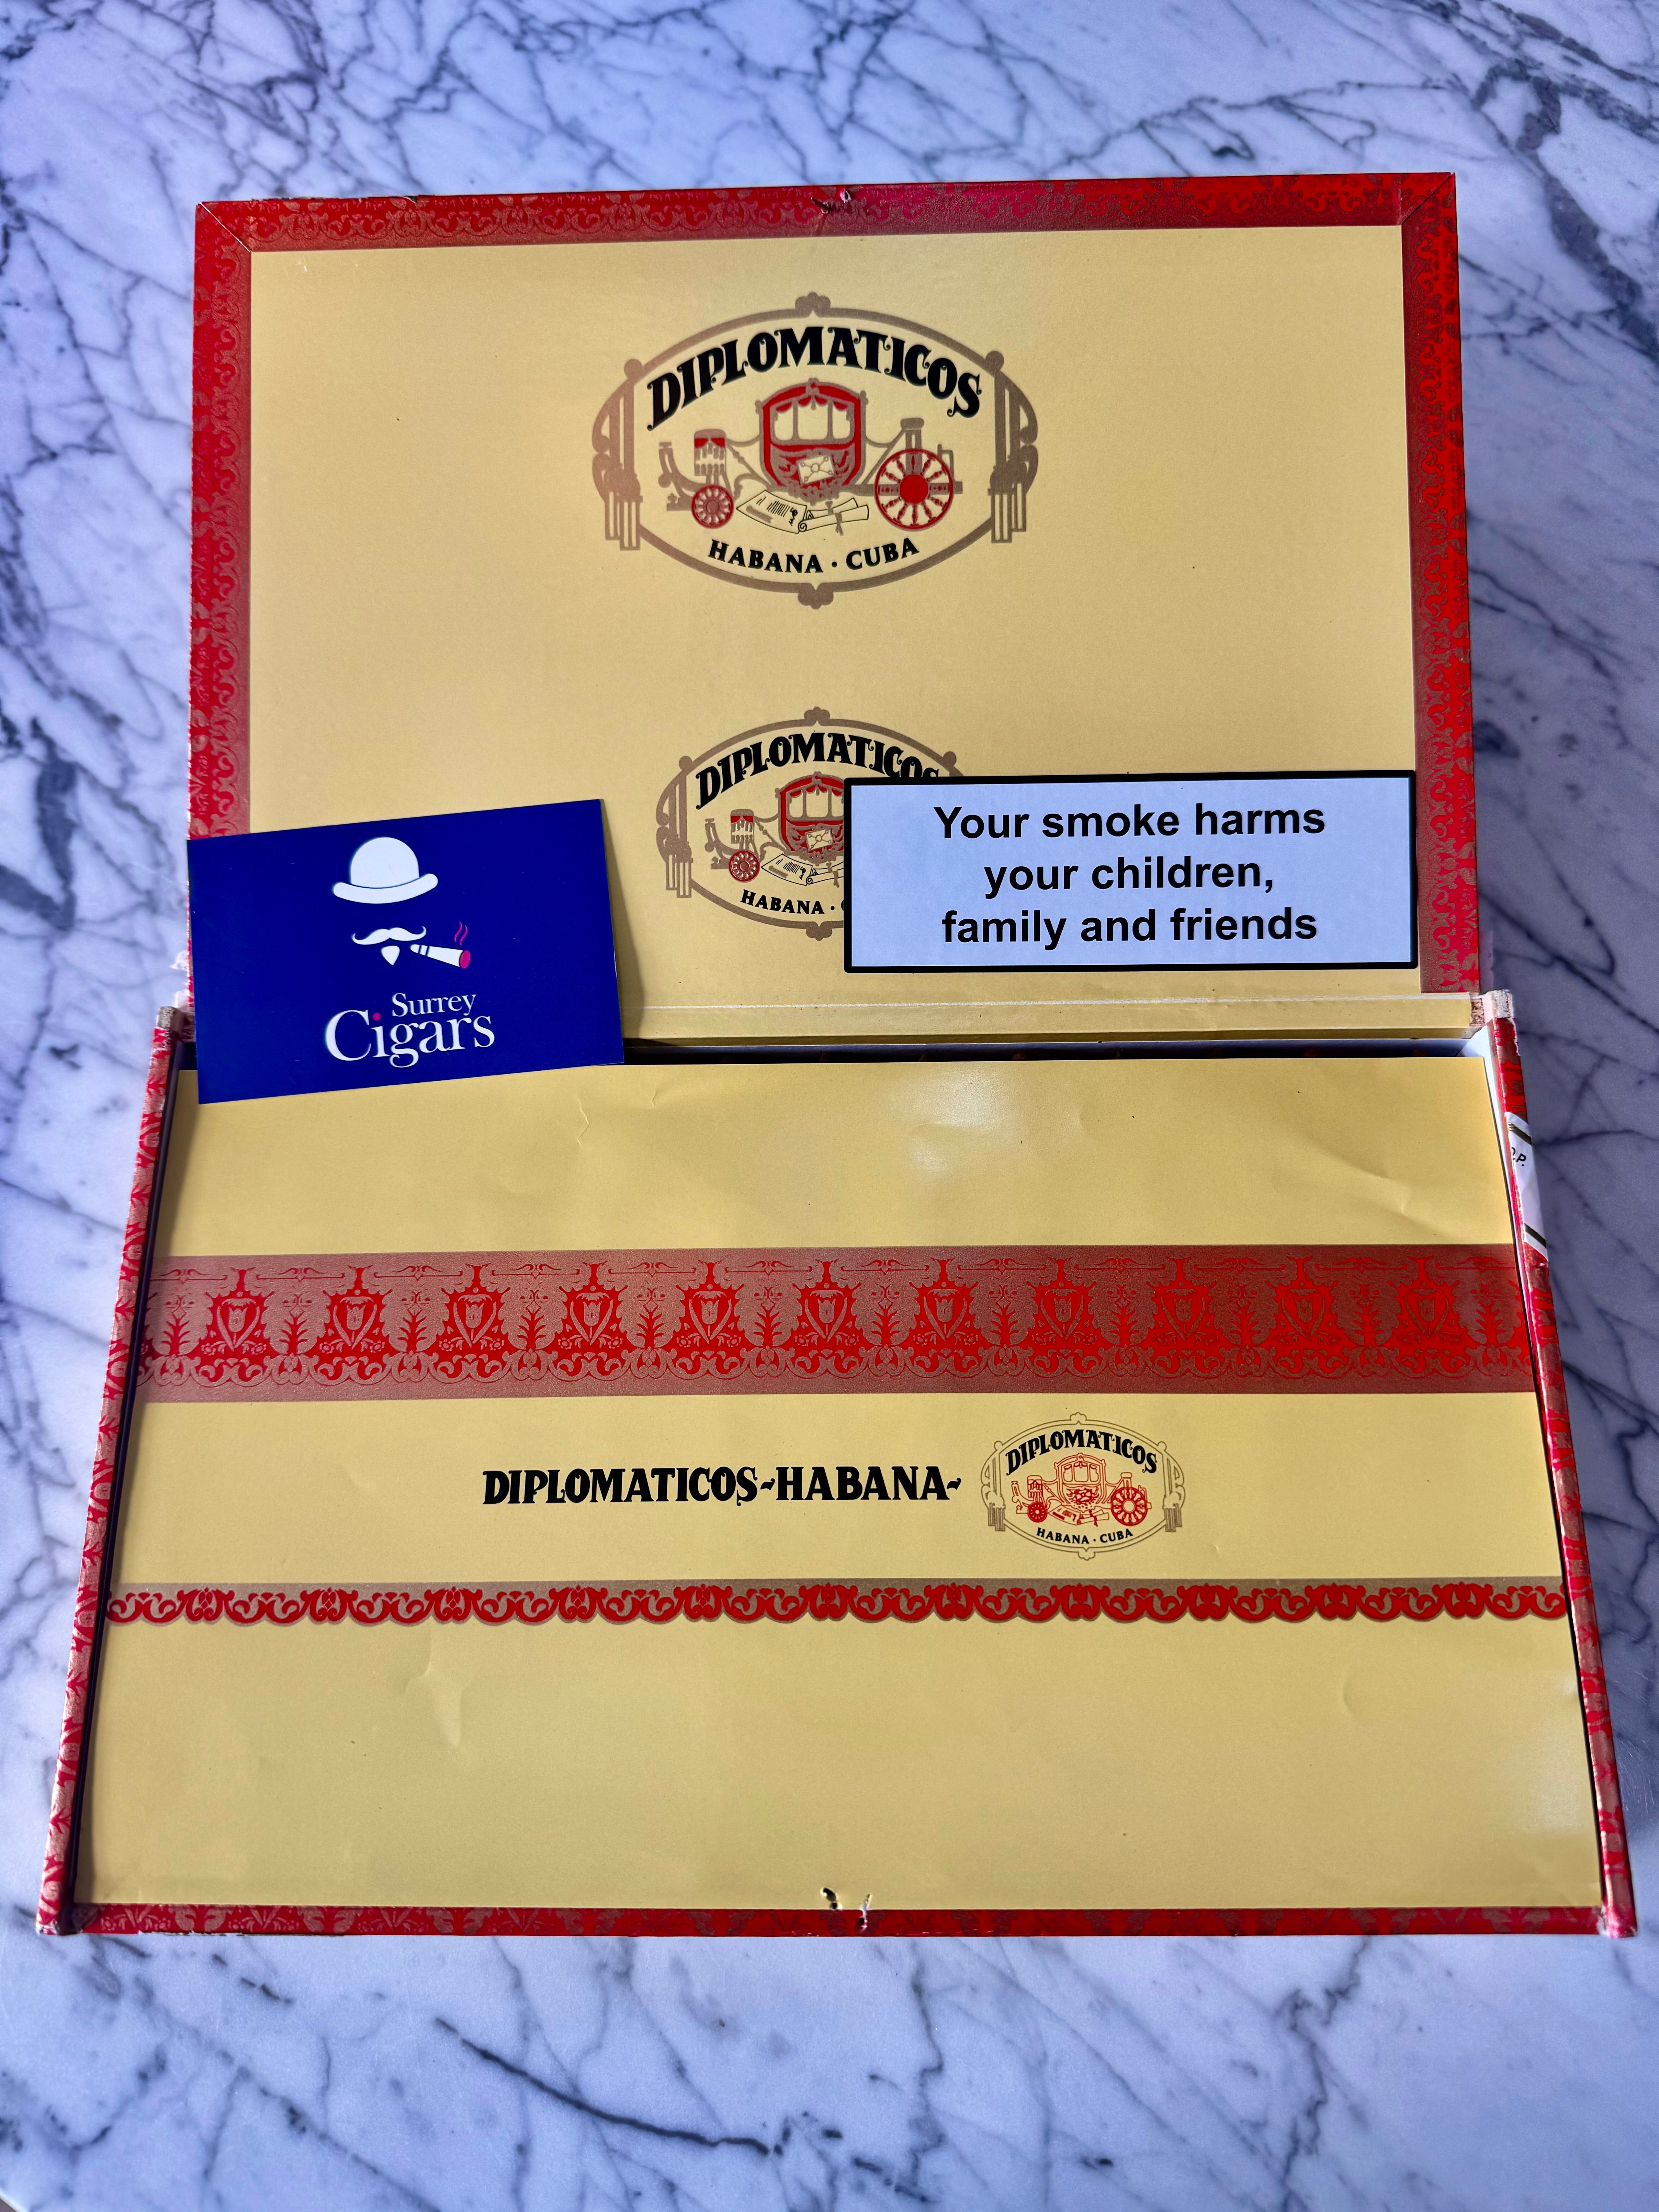 DIPLOMATICOS
HABANA · CUBA
DIPLOMATICOS
HABANA ·
Your smoke harms
your children,
family and friends
Surrey
Cigars
DIPLOMATICOS~HABANA~
DIPLOMATICOS
HABANA · CUBA